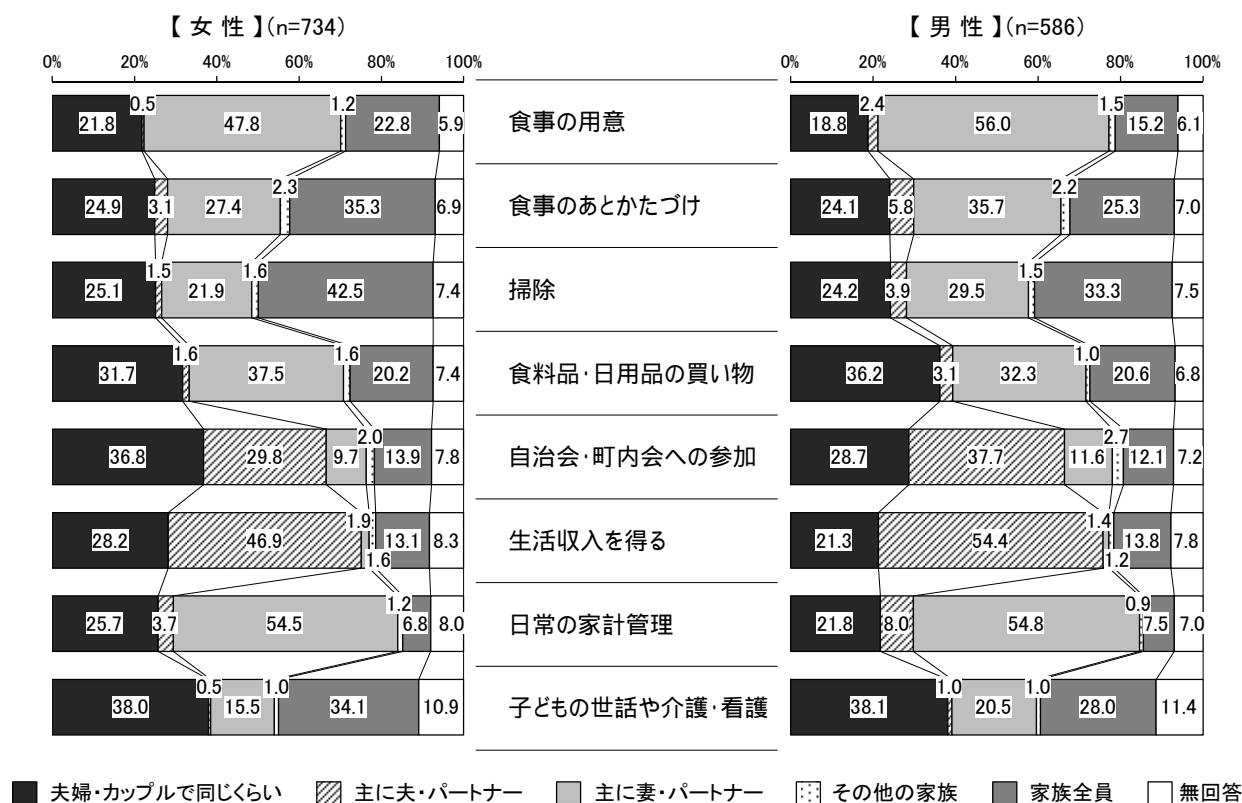 【 女 性 】(n=734)
【 男 性 】(n=586)
0% 20% 40% 60% 80% 100%
0% 20% 40% 60% 80% 100%
21.8 0.5 47.8 1.2 22.8 5.9 食事の用意 18.8 2.4 56.0 1.5 15.2 6.1
24.9 3.1 27.4 2.3 35.3 6.9 食事のあとかたづけ 24.1 5.8 35.7 2.2 25.3 7.0
25.1 1.5 21.9 1.6 42.5 7.4 掃除 24.2 3.9 29.5 1.5 33.3 7.5
31.7 1.6 37.5 1.6 20.2 7.4 食料品・日用品の買い物 36.2 3.1 32.3 1.0 20.6 6.8
36.8 29.8 9.7 2.0 13.9 7.8 自治会・町内会への参加 28.7 37.7 11.6 2.7 12.1 7.2
28.2 46.9 1.9 1.6 13.1 8.3 生活収入を得る 21.3 54.4 1.4 1.2 13.8 7.8
25.7 3.7 54.5 1.2 6.8 8.0 日常の家計管理 21.8 8.0 54.8 0.9 7.5 7.0
38.0 0.5 15.5 1.0 34.1 10.9 子どもの世話や介護・看護 38.1 1.0 20.5 1.0 28.0 11.4
夫婦・カップルで同じくらい 主に夫・パートナー 主に妻・パートナー その他の家族 家族全員 無回答